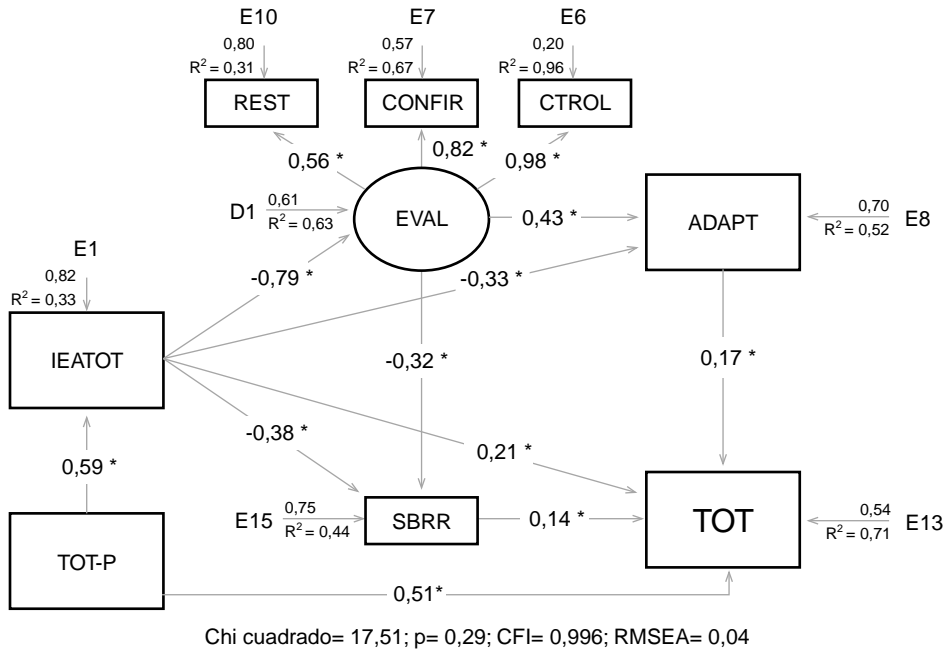 E10
E7
E6
0,80
R² = 0,31
0,57
R² = 0,67
0,20
R² = 0,96
REST
CONFIR
CTROL
0,56 *
0,82 *
0,98 *
D1
0,61
R² = 0,63
EVAL
0,43 *
ADAPT
0,70
R² = 0,52
E8
E1
0,82
R² = 0,33
-0,79 *
-0,33 *
IEATOT
-0,32 *
0,17 *
-0,38 *
0,21 *
0,59 *
E15
0,75
R² = 0,44
SBRR
0,14 *
TOT
0,54
R² = 0,71
E13
TOT-P
0,51*
Chi cuadrado= 17,51; p= 0,29; CFI= 0,996; RMSEA= 0,04